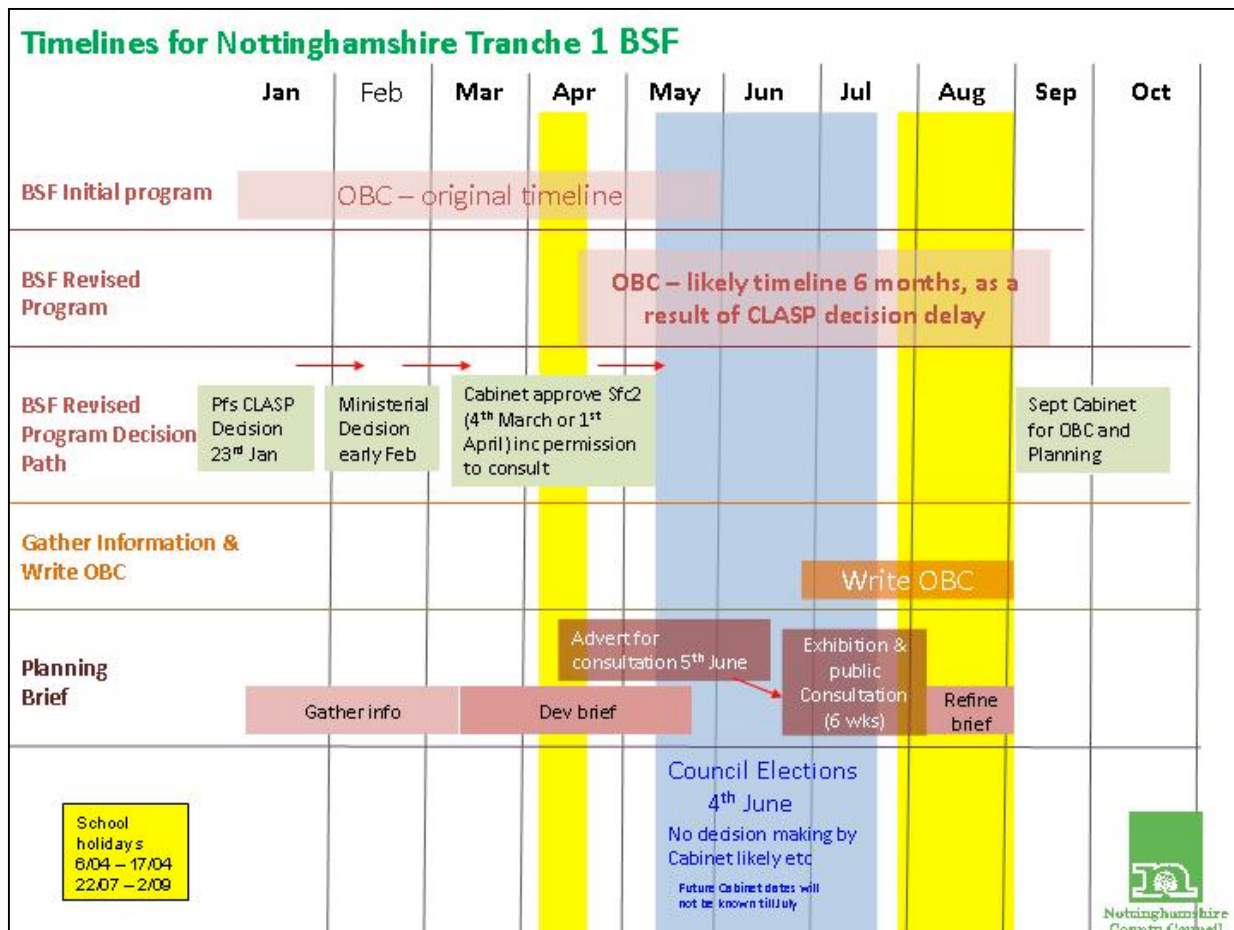 Timelines for Nottinghamshire Tranche 1 BSF
Jan Feb Mar Apr May Jun Jul Aug Sep Oct
BSF Initial program
OBC – original timeline
BSF Revised
Program
OBC – likely timeline 6 months, as a
result of CLASP decision delay
BSF Revised
Program Decision
Path
Pfs CLASP
Decision
23rd Jan
Ministerial
Decision
early Feb
Cabinet approve Sfc2
(4th March or 1st
April) inc permission
to consult
Sept Cabinet
for OBC and
Planning
Gather Information &
Write OBC
Write OBC
Planning
Brief
Advert for
consultation 5th June
Exhibition &
public
Consultation
(6 wks)
Gather info
Dev brief
Refine
brief
Council Elections
4th June
No decision making by
Cabinet likely etc
Future Cabinet dates will
not be known till July
School
holidays
6/04 – 17/04
22/07 – 2/09
Nottinghamshire
County Council